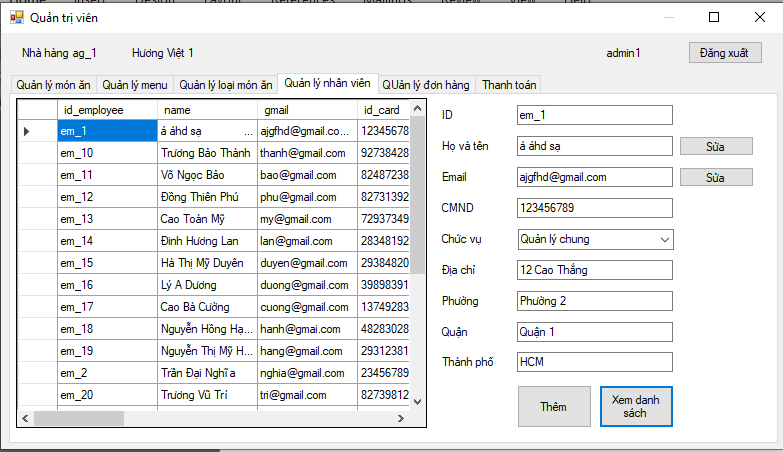 Quản trị viên
Nhà hàng ag_1 Hương Việt 1 admin1 Đăng xuất
Quản lý món ăn Quản lý menu Quản lý loại món ăn Quản lý nhân viên QUản lý đơn hàng Thanh toán
id_employee name gmail id_card
em_1 á áhd sạ ... ajgfhd@gmail.co... 12345678
em_10 Trương Bảo Thành thanh@gmail.com 92738428
em_11 Võ Ngọc Bảo bao@gmail.com 82487238
em_12 Đồng Thiên Phú phu@gmail.com 82731392
em_13 Cao Toàn Mỹ my@gmail.com 72937349
em_14 Đinh Hương Lan lan@gmail.com 28348192
em_15 Hà Thị Mỹ Duyên duyen@gmail.com 29384820
em_16 Lý A Dương duong@gmail.com 39898391
em_17 Cao Bà Cường cuong@gmail.com 13749283
em_18 Nguyễn Hồng Hạ... hanh@gmai.com 48283028
em_19 Nguyễn Thị Mỹ H... hang@gmail.com 29312381
em_2 Trần Đại Nghĩa nghia@gmail.com 23456789
em_20 Trương Vũ Trí tri@gmail.com 82739812
ID em_1
Họ và tên á áhd sạ Sửa
Email ajgfhd@gmail.com Sửa
CMND 123456789
Chức vụ Quản lý chung
Địa chỉ 12 Cao Thắng
Phường Phường 2
Quận Quận 1
Thành phố HCM
Thêm
Xem danh
sách